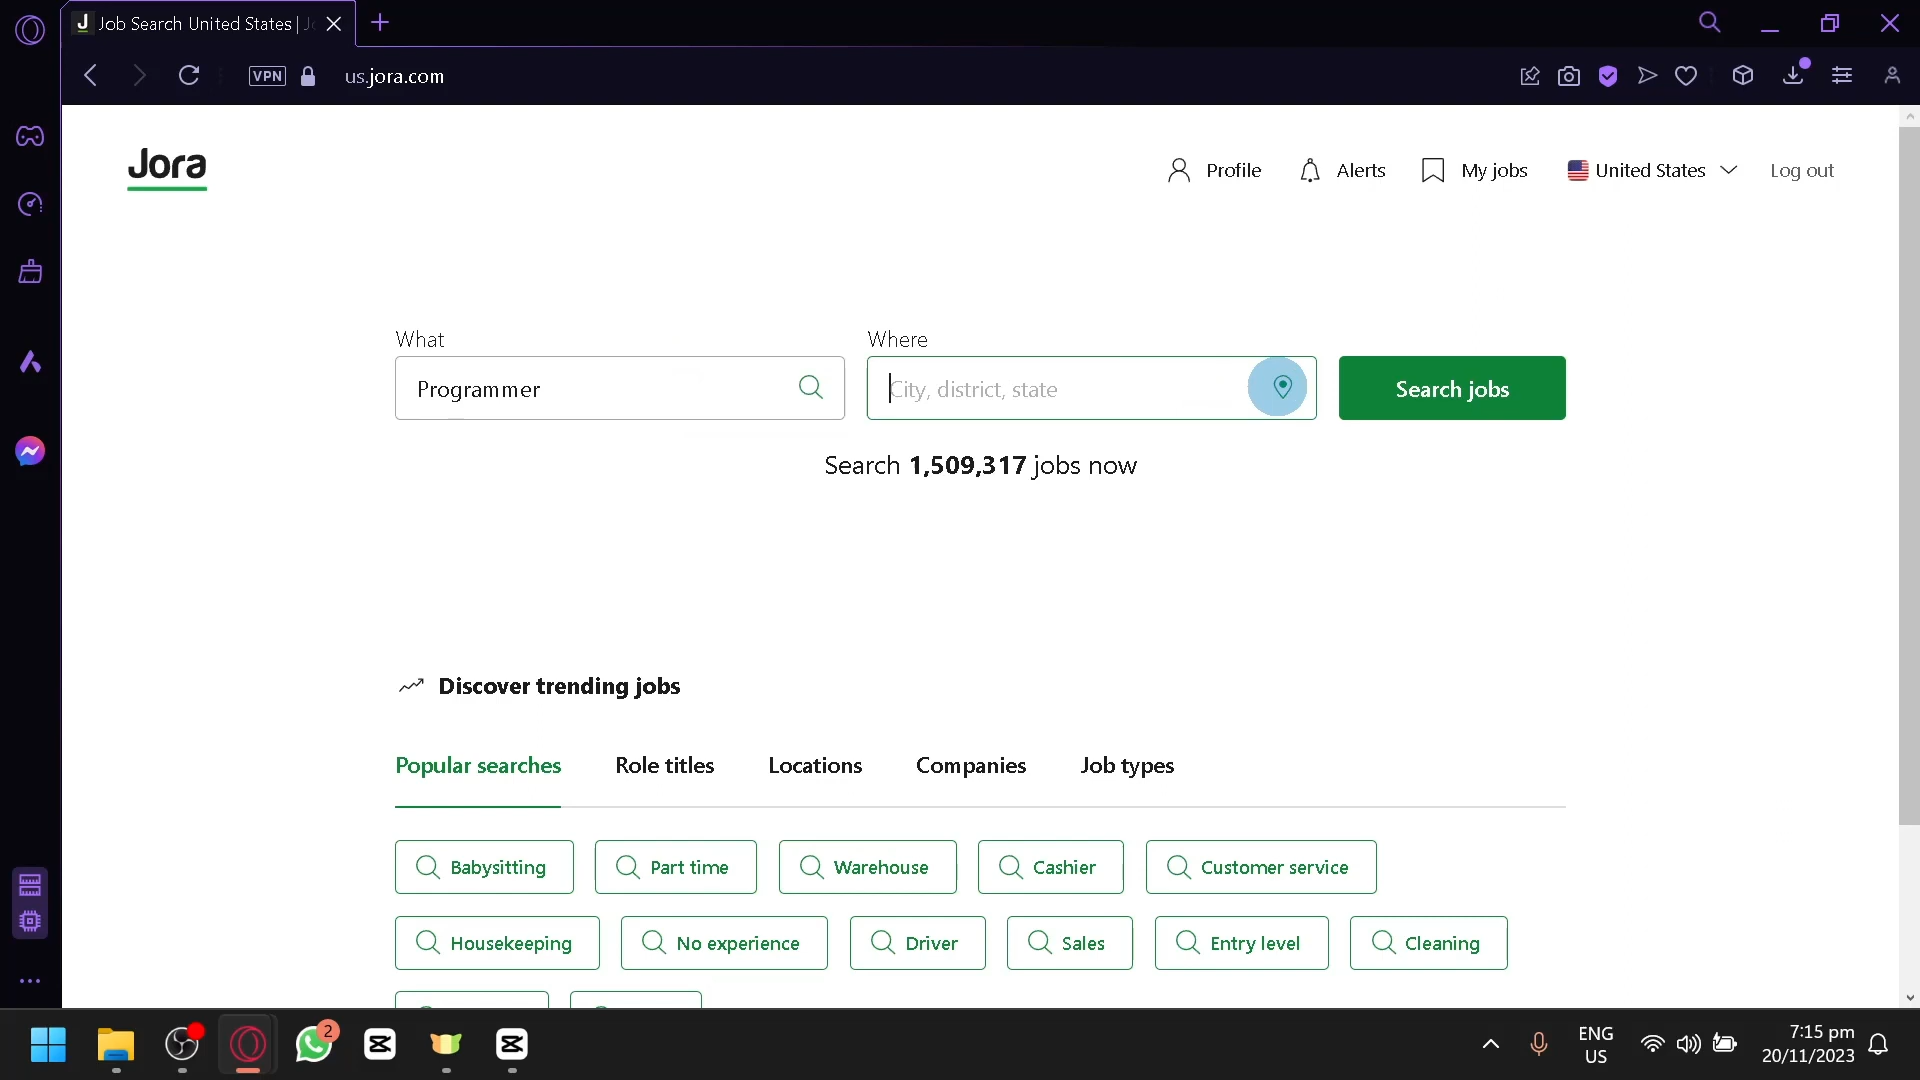 Job Search United States |
VPN
us.jora.com
Jora
Profile
Alerts
My jobs
United States
Log out
What
Where
Programmer
City, district, state
Search jobs
Search 1,509,317 jobs now
Discover trending jobs
Popular searches
Role titles
Locations
Companies
Job types
Babysitting
Part time
Warehouse
Cashier
Customer service
Housekeeping
No experience
Driver
Sales
Entry level
Cleaning
2
ENG
US
7:15 pm
20/11/2023